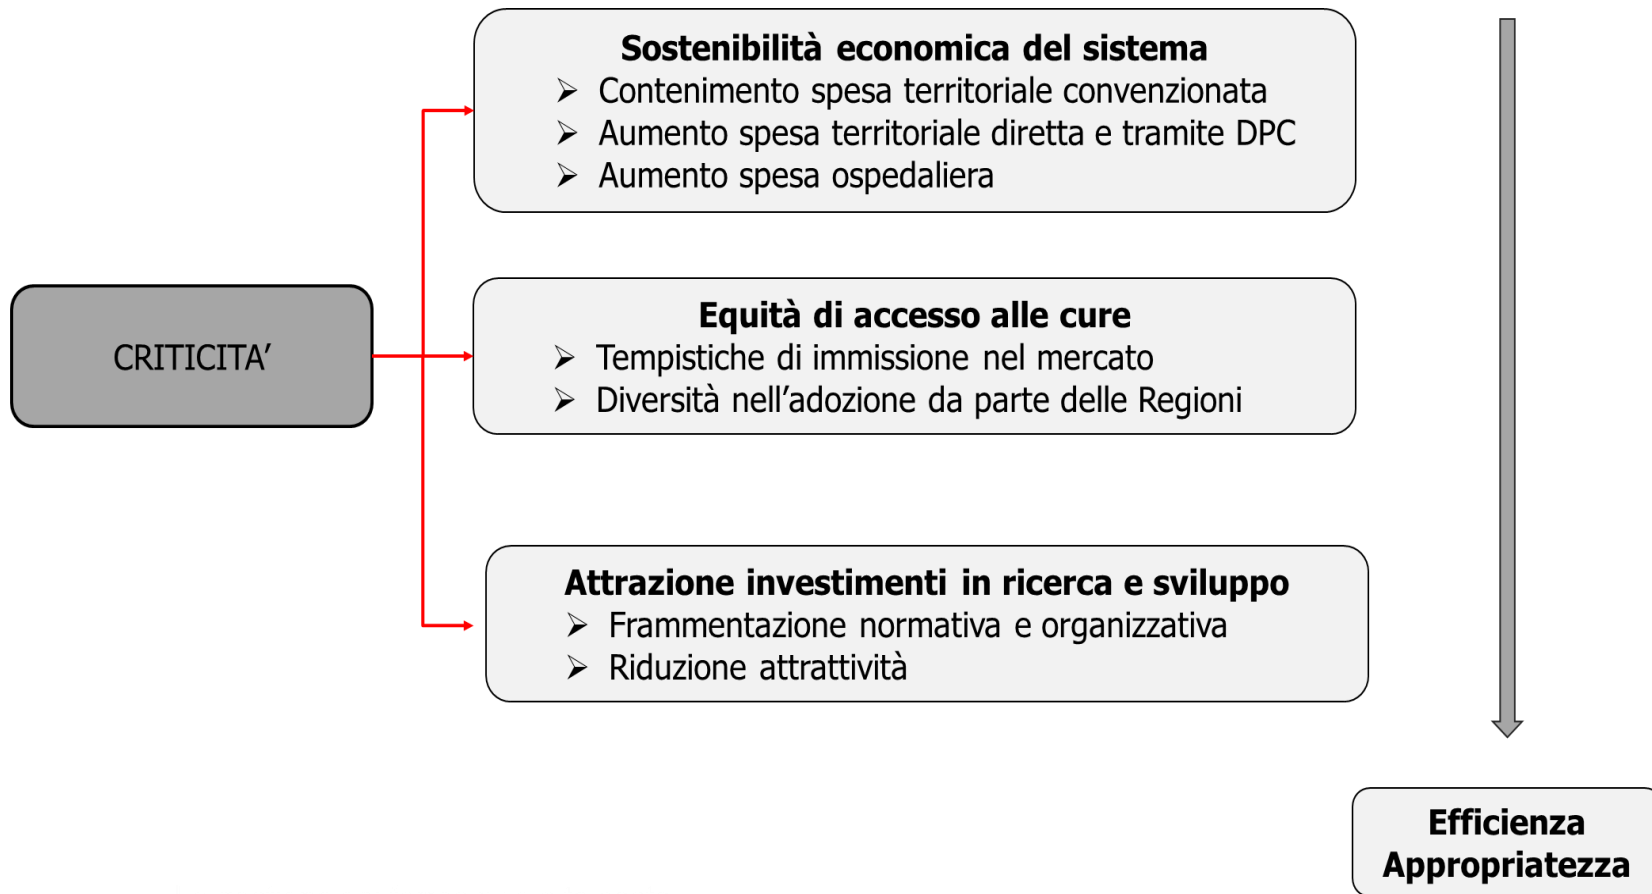 Sostenibilità economica del sistema
➢ Contenimento spesa territoriale convenzionata
➢ Aumento spesa territoriale diretta e tramite DPC
➢ Aumento spesa ospedaliera
CRITICITA’
Equità di accesso alle cure
➢ Tempistiche di immissione nel mercato
➢ Diversità nell’adozione da parte delle Regioni
Attrazione investimenti in ricerca e sviluppo
➢ Frammentazione normativa e organizzativa
➢ Riduzione attrattività
Efficienza
Appropriatezza